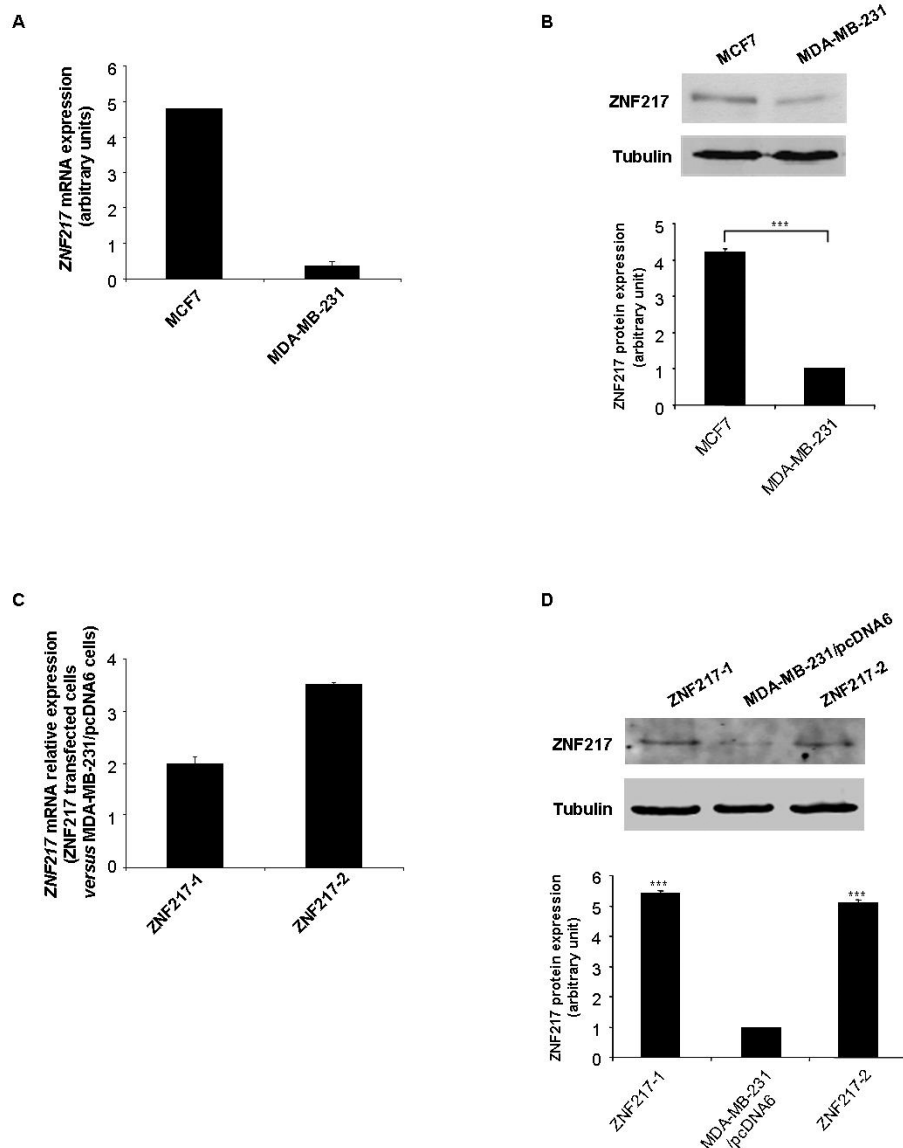 A
ZNF217 mRNA expression
(arbitrary units)
6
5
4
3
2
1
0
MCF7
MDA-MB-231
B
MCF7
MDA-MB-231
ZNF217
Tubulin
ZNF217 protein expression
(arbitrary unit)
5
4
3
2
1
0
***
MCF7
MDA-MB-231
C
ZNF217 mRNA relative expression
(ZNF217 transfected cells
versus MDA-MB-231/pcDNA6 cells)
4
3
2
1
0
ZNF217-1
ZNF217-2
D
ZNF217-1
MDA-MB-231/pcDNA6
ZNF217-2
ZNF217
Tubulin
ZNF217 protein expression
(arbitrary unit)
6
5
4
3
2
1
0
***
***
ZNF217-1
MDA-MB-231
/pcDNA6
ZNF217-2